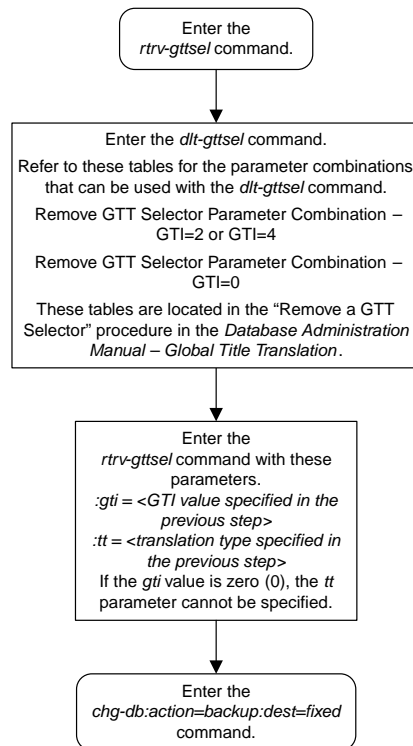 Enter the
rtrv-gttsel command.
Enter the dlt-gttsel command.
Refer to these tables for the parameter combinations
that can be used with the dlt-gttsel command.
Remove GTT Selector Parameter Combination –
GTI=2 or GTI=4
Remove GTT Selector Parameter Combination –
GTI=0
These tables are located in the “Remove a GTT
Selector” procedure in the Database Administration
Manual – Global Title Translation.
Enter the
rtrv-gttsel command with these
parameters.
:gti = <GTI value specified in the
previous step>
:tt = <translation type specified in
the previous step>
If the gti value is zero (0), the tt
parameter cannot be specified.
Enter the
chg-db:action=backup:dest=fixed
command.